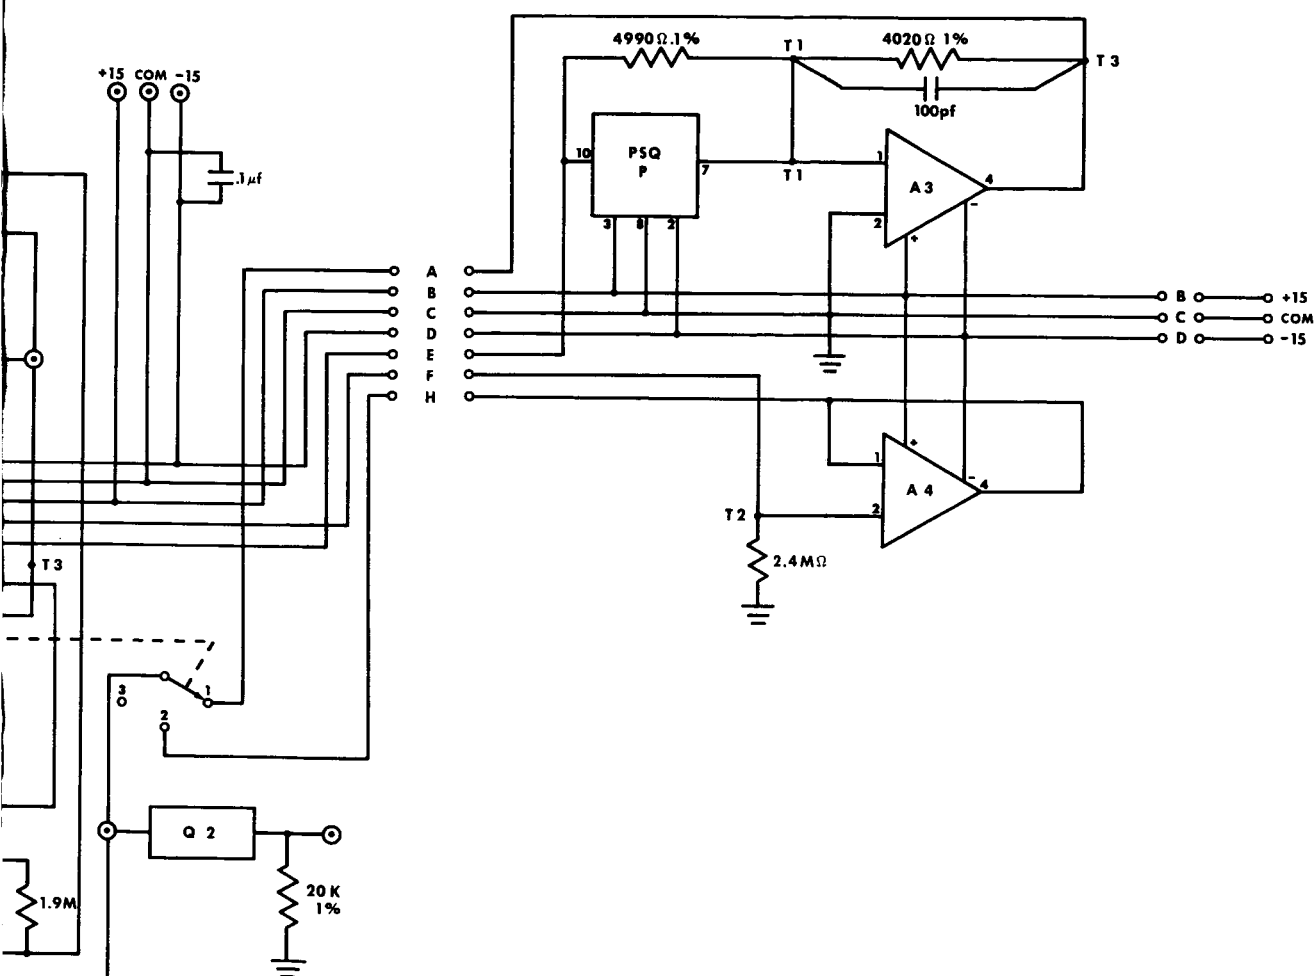 4990Ω.1%
T1
4020Ω 1%
T3
+15 COM -15
100pf
.1µf
10
PSQ
P
7
T1
1
A3
4
-
3 8 2
2
+
A
B
C
D
E
F
H
B +15
C COM
D -15
+
1
A4
-
4
T2
2
2.4MΩ
T3
3
1
2
Q 2
20K
1%
1.9M